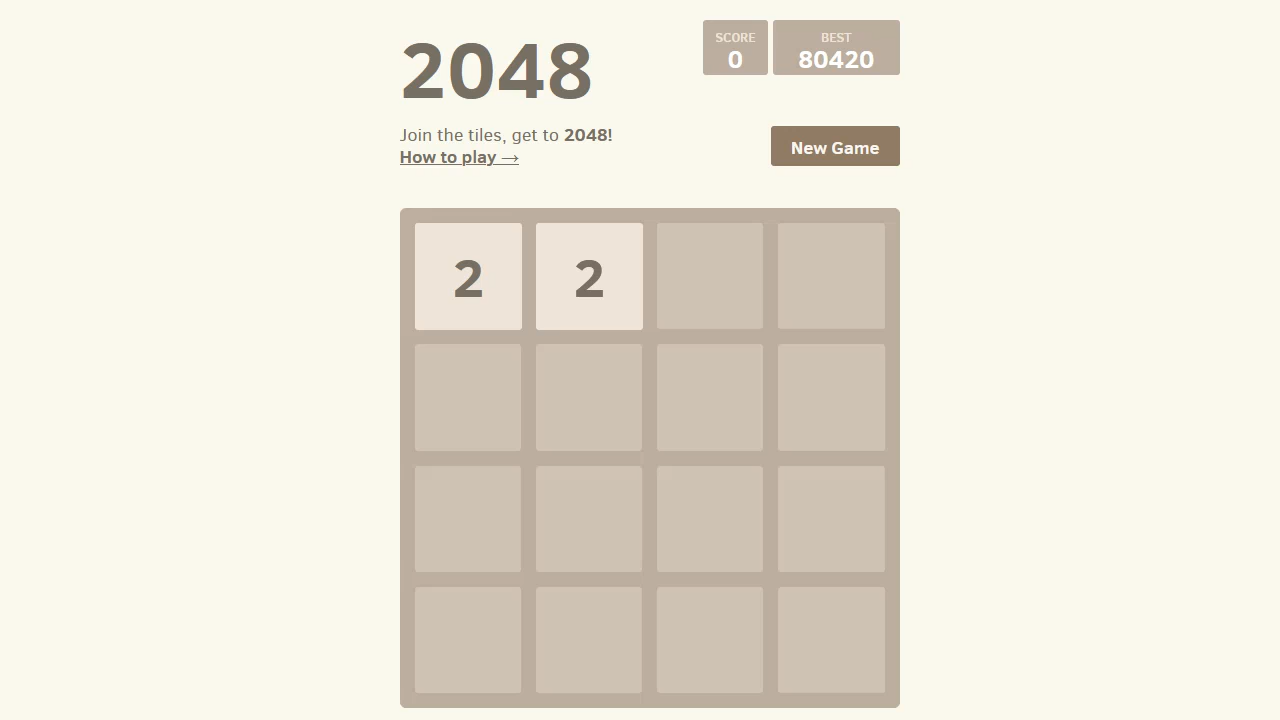 2048
SCORE
0
BEST
80420
Join the tiles, get to 2048!
How to play →
New Game
2 2